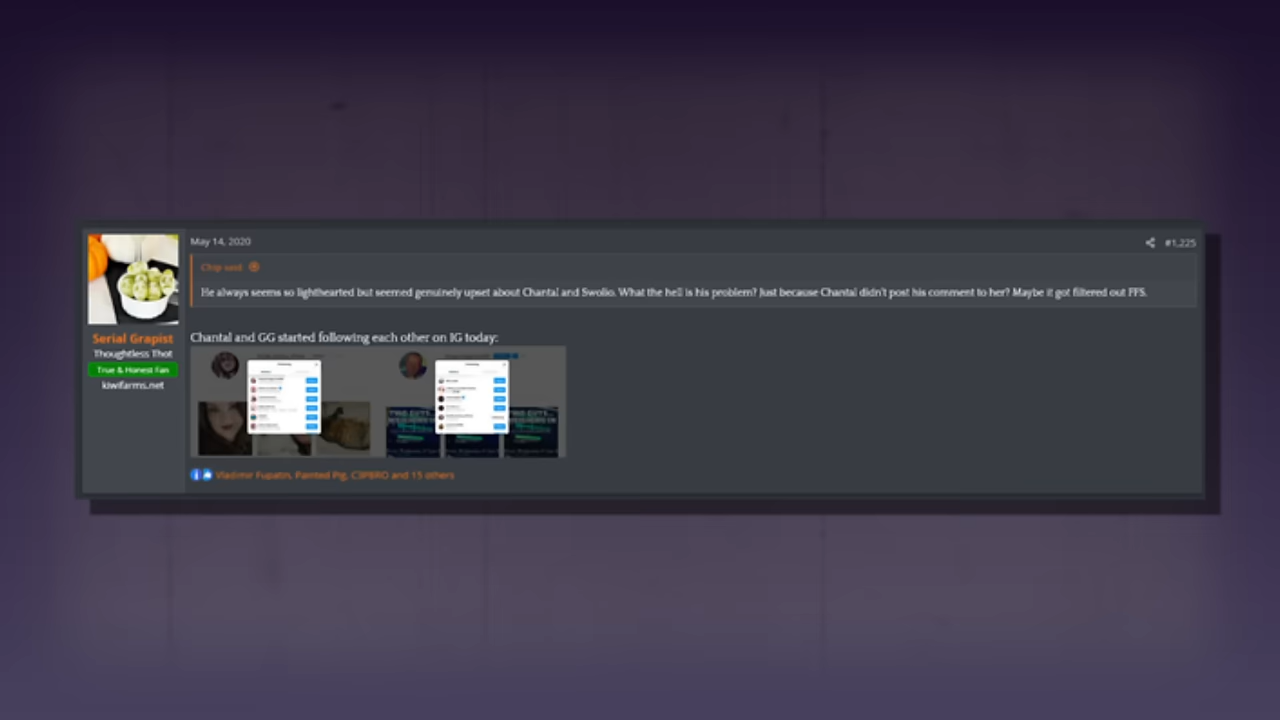 May 14, 2020
#1,225
Chip said:
He always seems so lighthearted but seemed genuinely upset about Chantal and Swolio. What the hell is his problem? Just because Chantal didn't post his comment to her? Maybe it got filtered out FFS.
Serial Grapist
Thoughtless Thot
True & Honest Fan
kiwifarms.net
Chantal and GG started following each other on IG today:
Vladimir Fupatin, Painted Pig, C3PBRO and 15 others